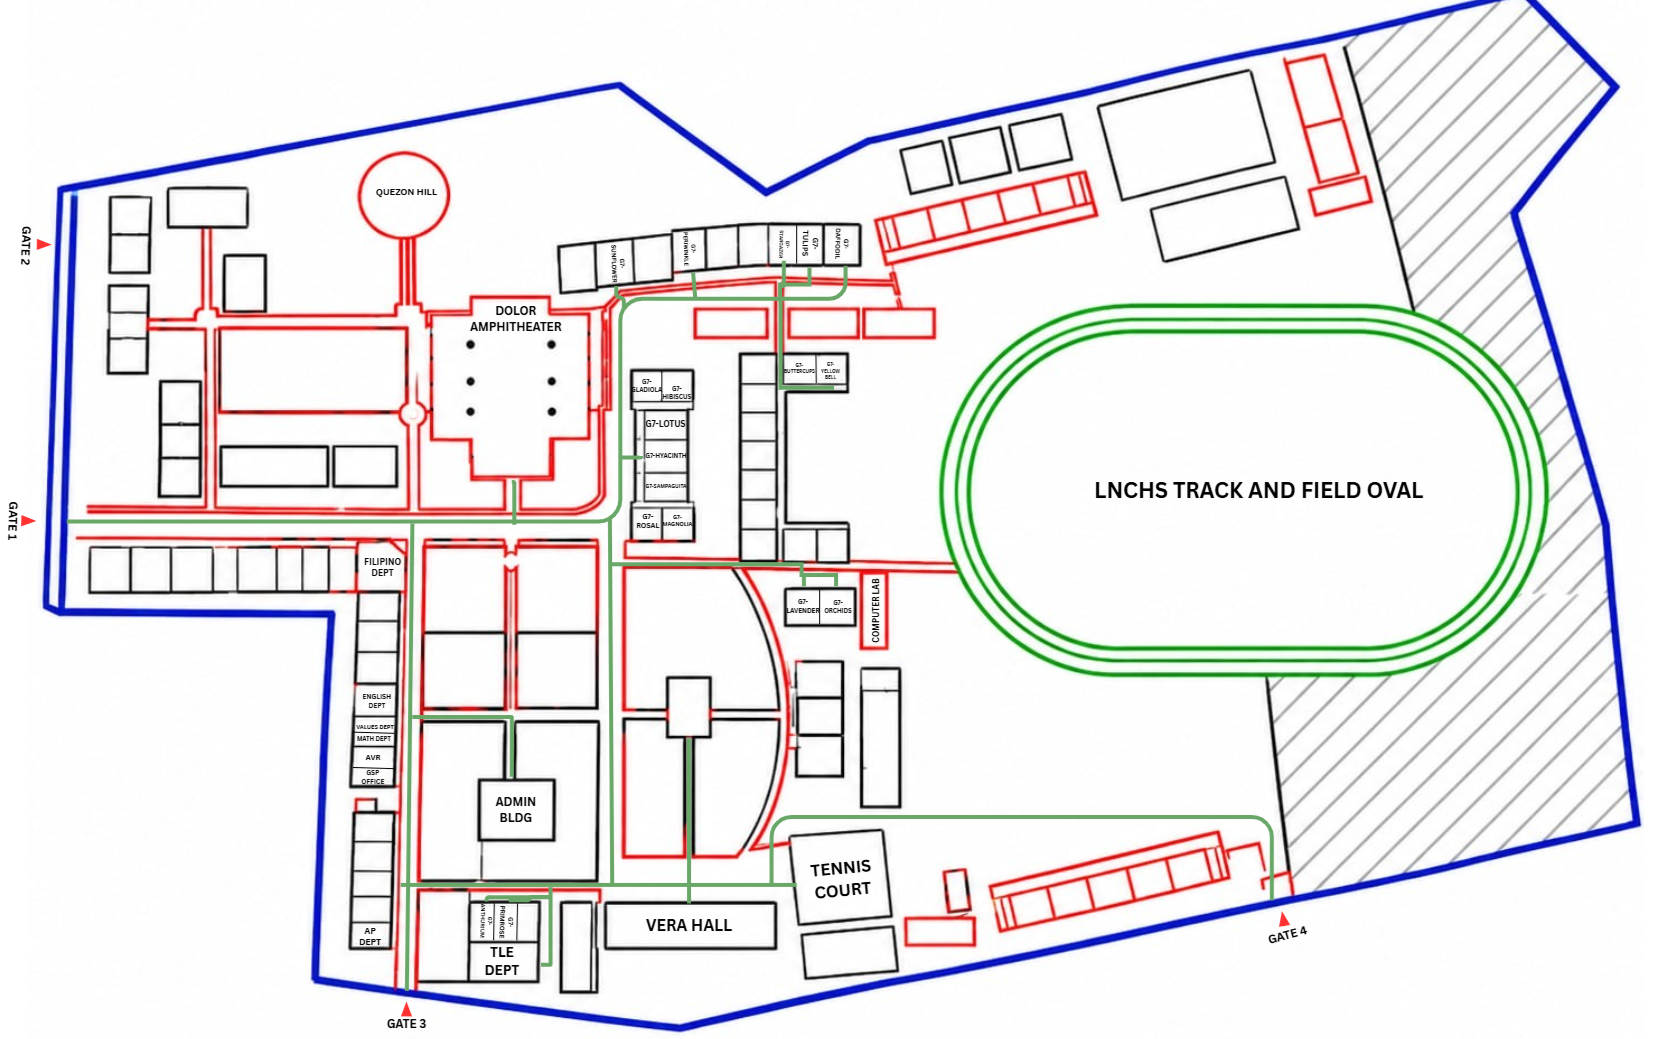 QUEZON HILL
GATE 2
G7-
SUNFLOWER
G7-
PERIWINKLE
G7-
STARGAZER
G7-
TULIPS
G7-
DAFFODIL
DOLOR
AMPHITHEATER
G7-
BUTTERCUPS
G7-
YELLOW
BELL
G7-
GLADIOLA
G7-
HIBISCUS
G7-LOTUS
G7-HYACINTH
G7-SAMPAGUITA
G7-
ROSAL
G7-
MAGNOLIA
LNCHS TRACK AND FIELD OVAL
GATE 1
FILIPINO
DEPT
G7-
LAVENDER
G7-
ORCHIDS
COMPUTER LAB
ENGLISH
DEPT
VALUES DEPT
MATH DEPT
AVR
GSP
OFFICE
ADMIN
BLDG
TENNIS
COURT
G7-
ANTHURIUM
G7-
PRIMROSE
VERA HALL
AP
DEPT
TLE
DEPT
GATE 4
GATE 3